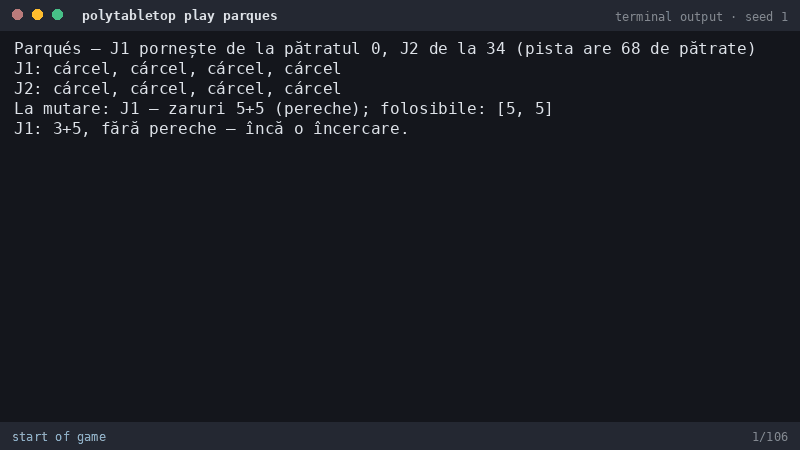 polytabletop play parques
terminal output · seed 1
Parqués — J1 pornește de la pătratul 0, J2 de la 34 (pista are 68 de pătrate)
J1: cárcel, cárcel, cárcel, cárcel
J2: cárcel, cárcel, cárcel, cárcel
La mutare: J1 — zaruri 5+5 (pereche); folosibile: [5, 5]
J1: 3+5, fără pereche — încă o încercare.
start of game
1/106